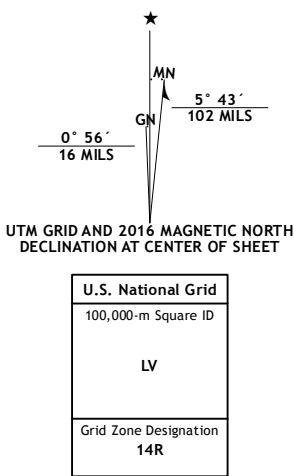 ★
MN
GN
5° 43´
102 MILS
0° 56´
16 MILS
UTM GRID AND 2016 MAGNETIC NORTH
DECLINATION AT CENTER OF SHEET
U.S. National Grid
100,000-m Square ID
LV
Grid Zone Designation
14R